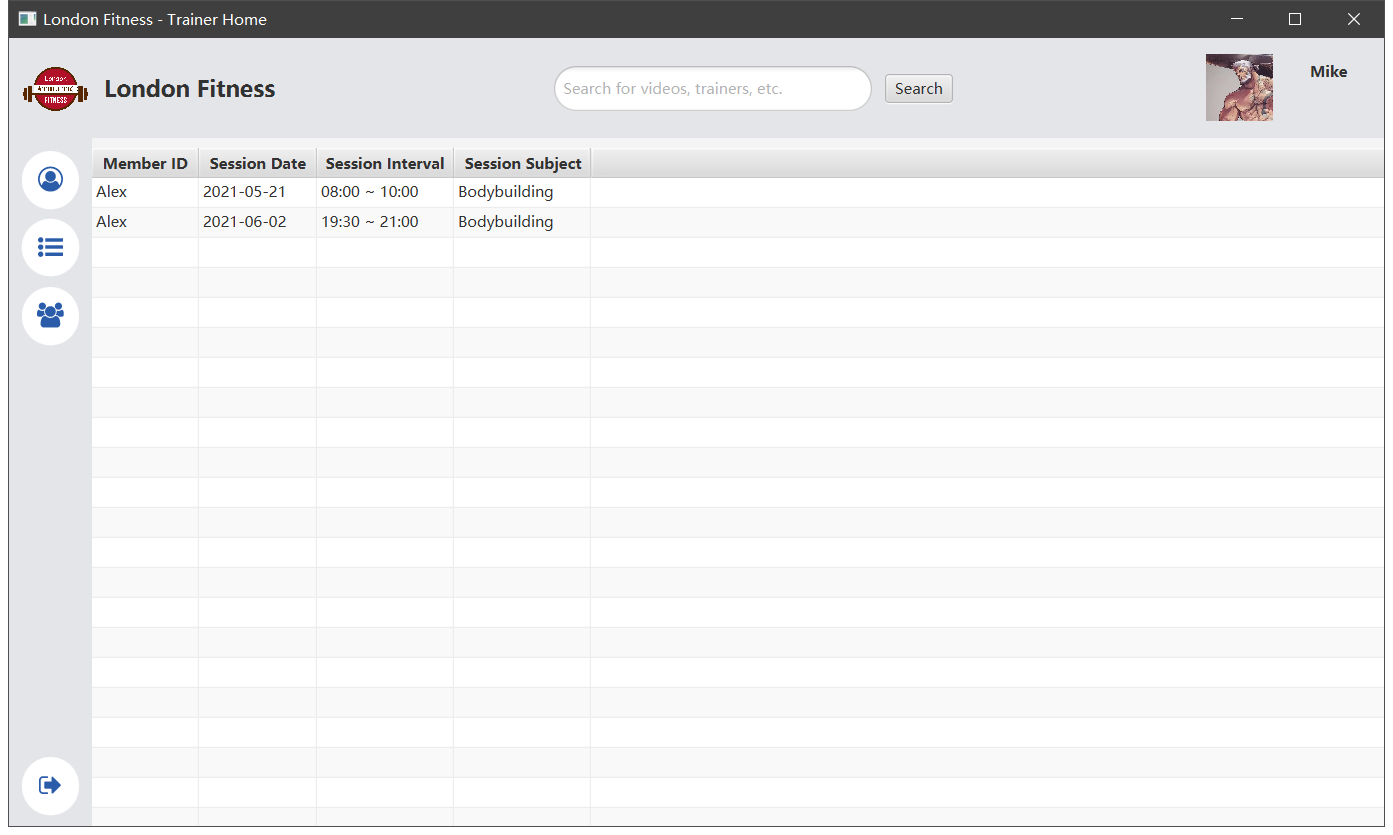 London Fitness - Trainer Home
London
FITNESS
London Fitness
Search for videos, trainers, etc.
Search
Mike
Member ID Session Date Session Interval Session Subject
Alex 2021-05-21 08:00 ~ 10:00 Bodybuilding
Alex 2021-06-02 19:30 ~ 21:00 Bodybuilding